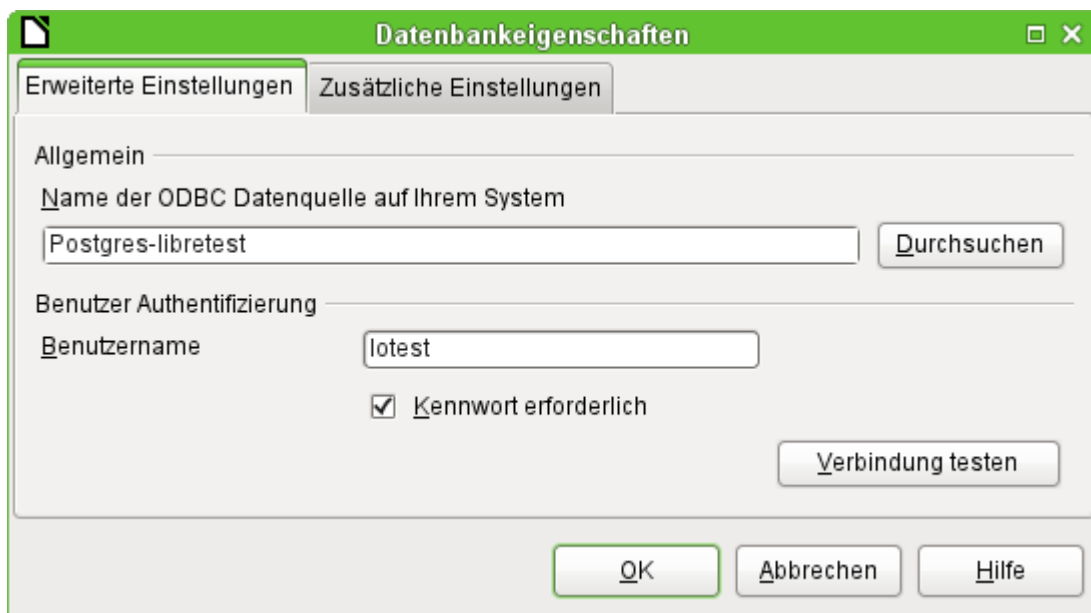 Datenbankeigenschaften
Erweiterte Einstellungen Zusätzliche Einstellungen
Allgemein
Name der ODBC Datenquelle auf Ihrem System
Postgres-libretest Durchsuchen
Benutzer Authentifizierung
Benutzername lotest
Kennwort erforderlich
Verbindung testen
OK Abbrechen Hilfe